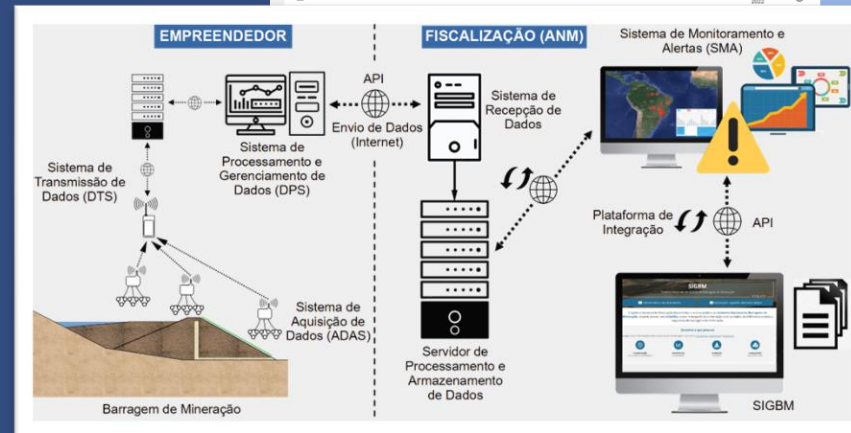 EMPREENDEDOR
FISCALIZAÇÃO (ANM)
Sistema de Monitoramento e
Alertas (SMA)
API
Envio de Dados
(Internet)
Sistema de
Recepção de
Dados
Sistema de
Processamento e
Gerenciamento de
Dados (DPS)
Sistema de
Transmissão de
Dados (DTS)
Plataforma de
Integração
API
Sistema de
Aquisição de
Dados (ADAS)
Servidor de
Processamento e
Armazenamento
de Dados
SIGBM
Barragem de Mineração
SIGBM